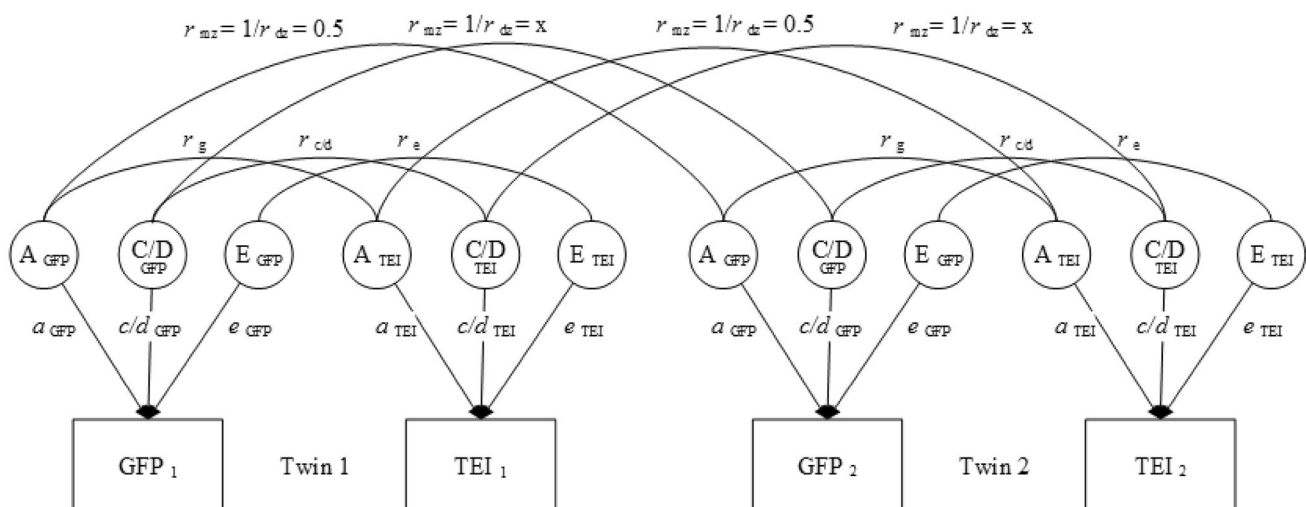 r mz = 1/r dz = 0.5 r mz = 1/r dz = x r mz = 1/r dz = 0.5 r mz = 1/r dz = x
r g r c/d r e r g r c/d r e
A GFP C/D GFP E GFP A TEI C/D TEI E TEI A GFP C/D GFP E GFP A TEI C/D TEI E TEI
a GFP c/d GFP e GFP a TEI c/d TEI e TEI a GFP c/d GFP e GFP a TEI c/d TEI e TEI
GFP 1 Twin 1 TEI 1 GFP 2 Twin 2 TEI 2